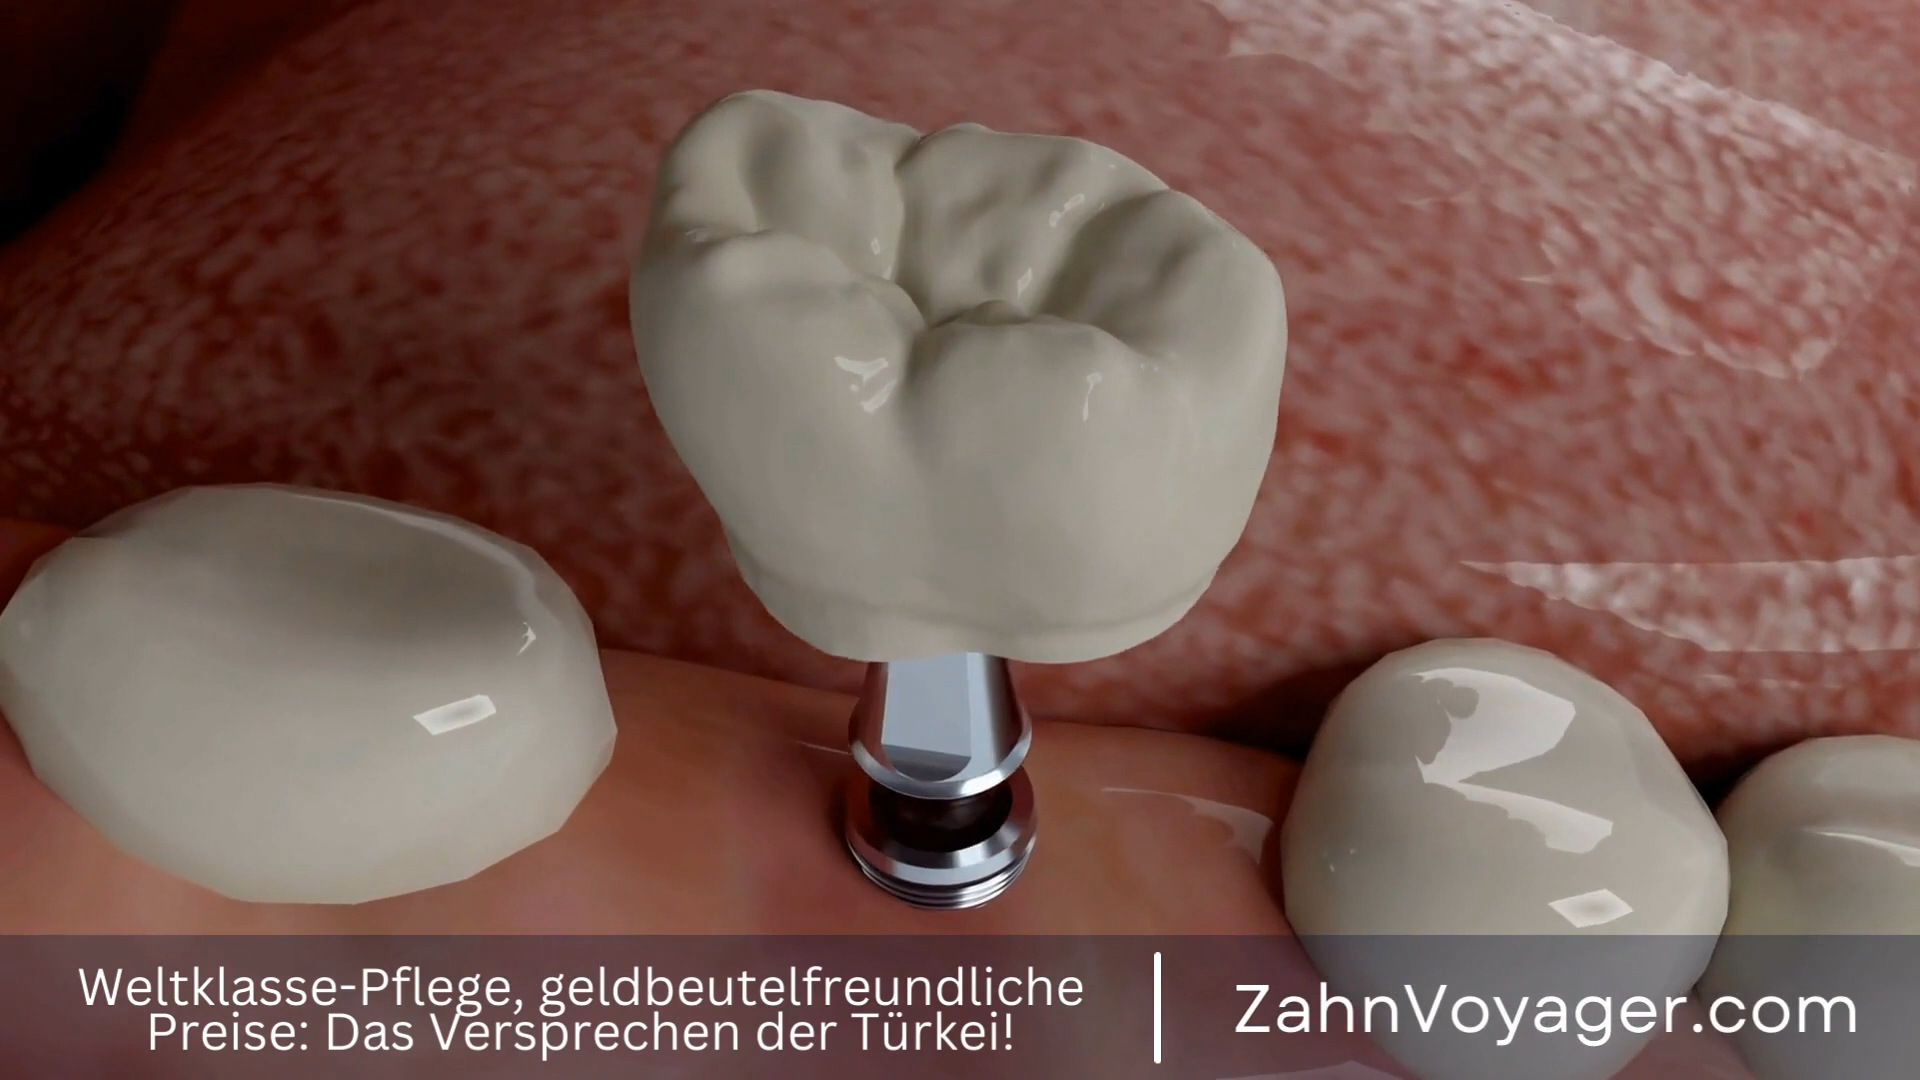 Weltklasse-Pflege, geldbeutelfreundliche
Preise: Das Versprechen der Türkei!
ZahnVoyager.com